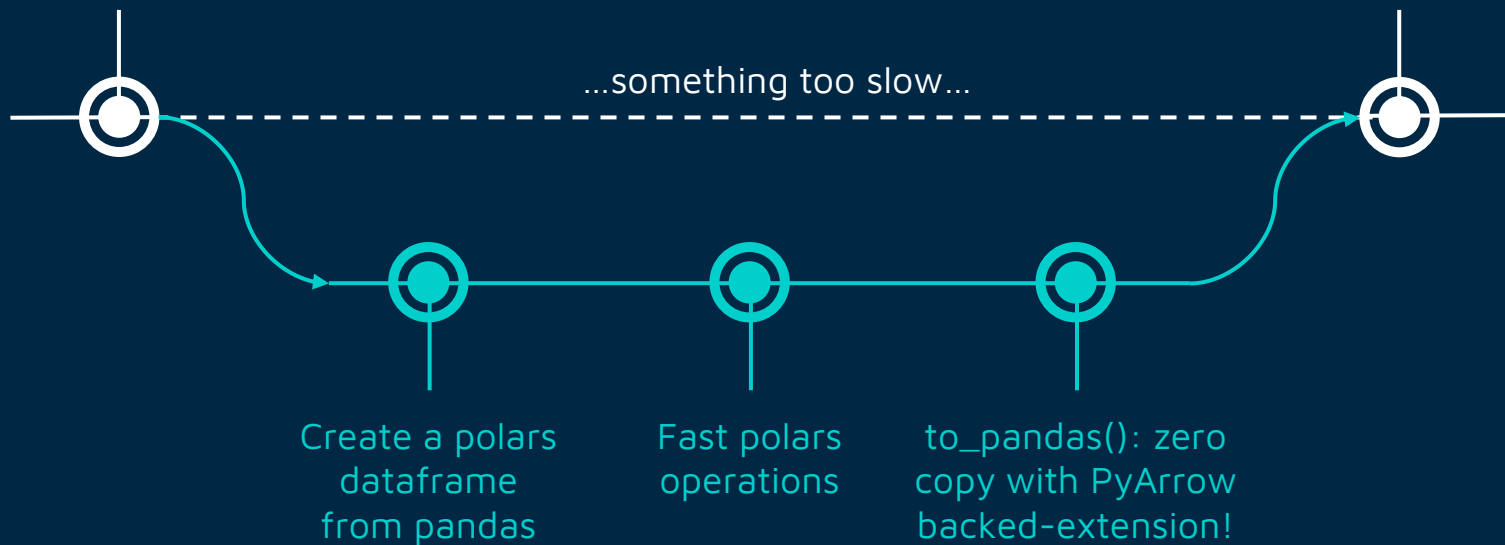 ...something too slow...
Create a polars
dataframe
from pandas
Fast polars
operations
to_pandas(): zero
copy with PyArrow
backed-extension!